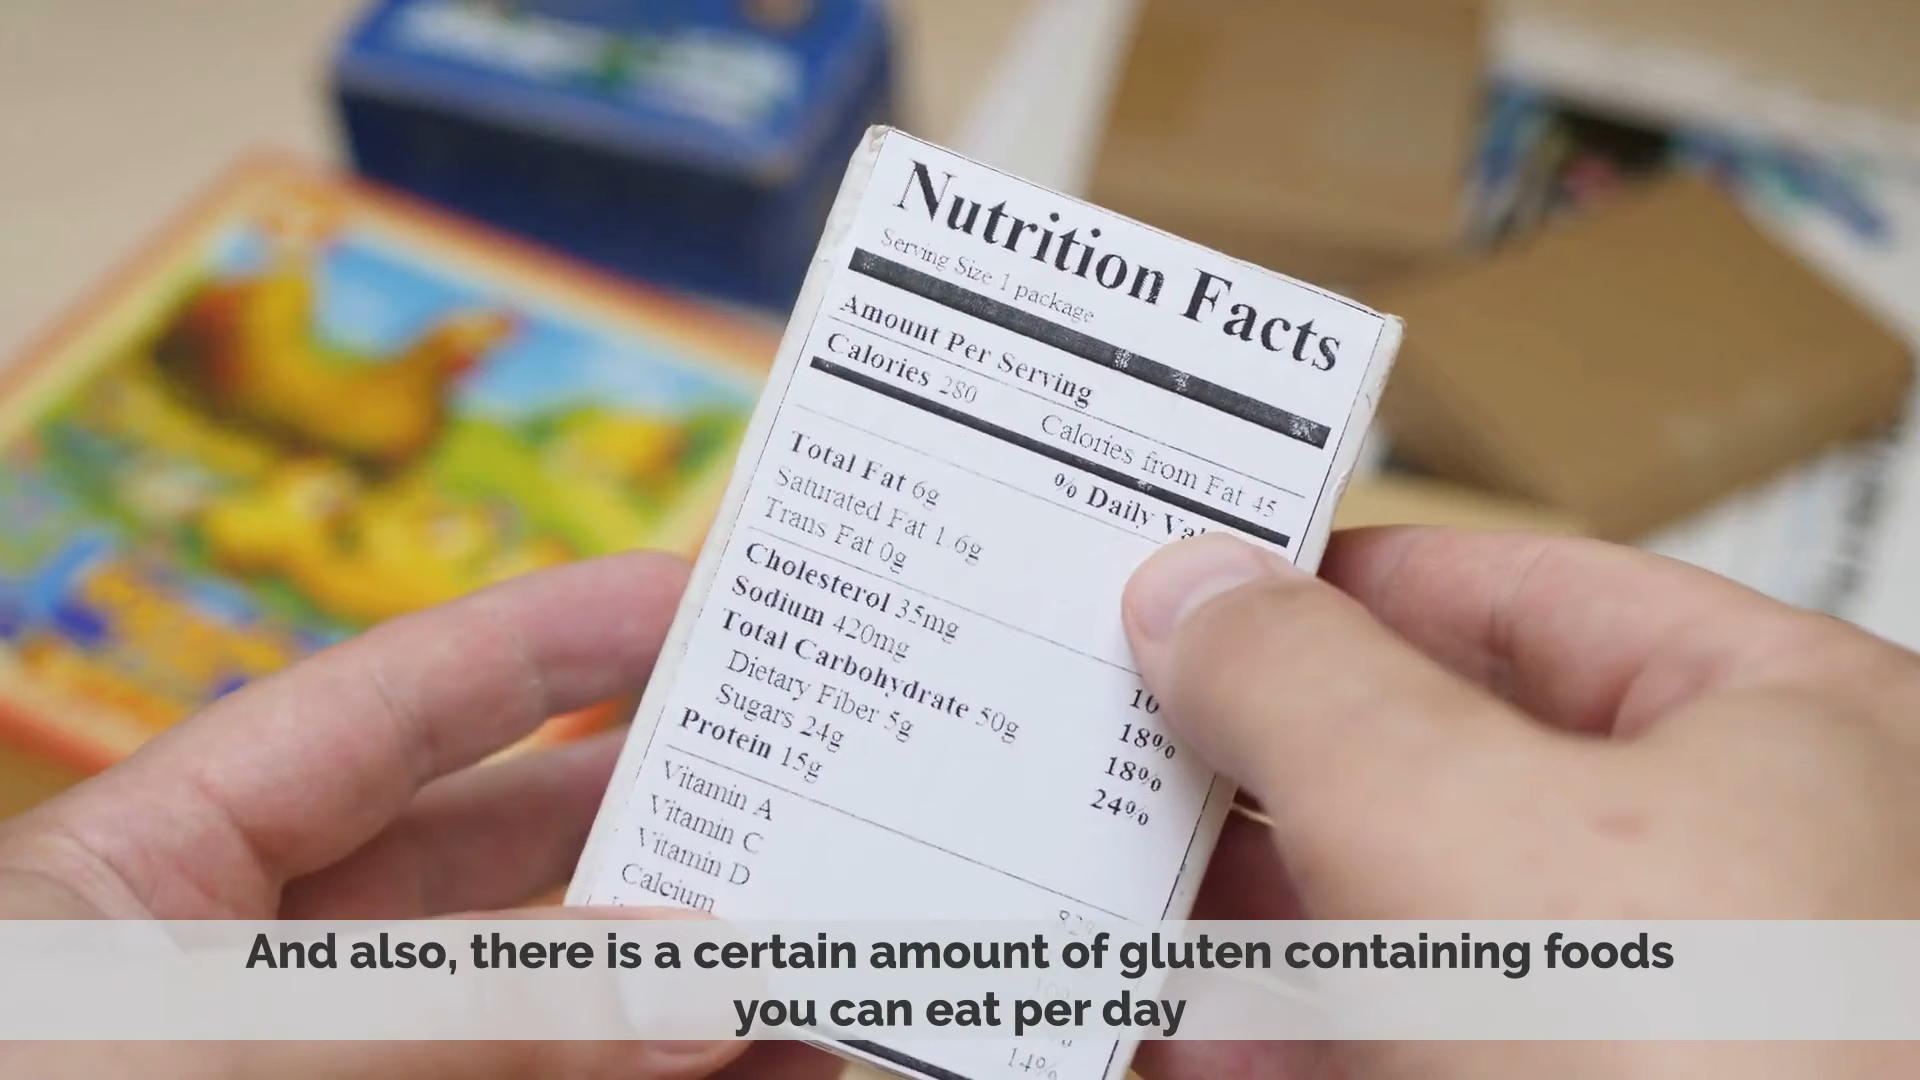 Nutrition Facts
Serving Size 1 package
Amount Per Serving
Calories 280 Calories from Fat 45
% Daily
Total Fat 6g
Saturated Fat 1.6g
Trans Fat 0g
Cholesterol 35mg
Sodium 420mg 18%
Total Carbohydrate 50g 18%
Dietary Fiber 5g 24%
Sugars 24g
Protein 15g
Vitamin A
Vitamin C
Vitamin D
Calcium
14%
And also, there is a certain amount of gluten containing foods
you can eat per day